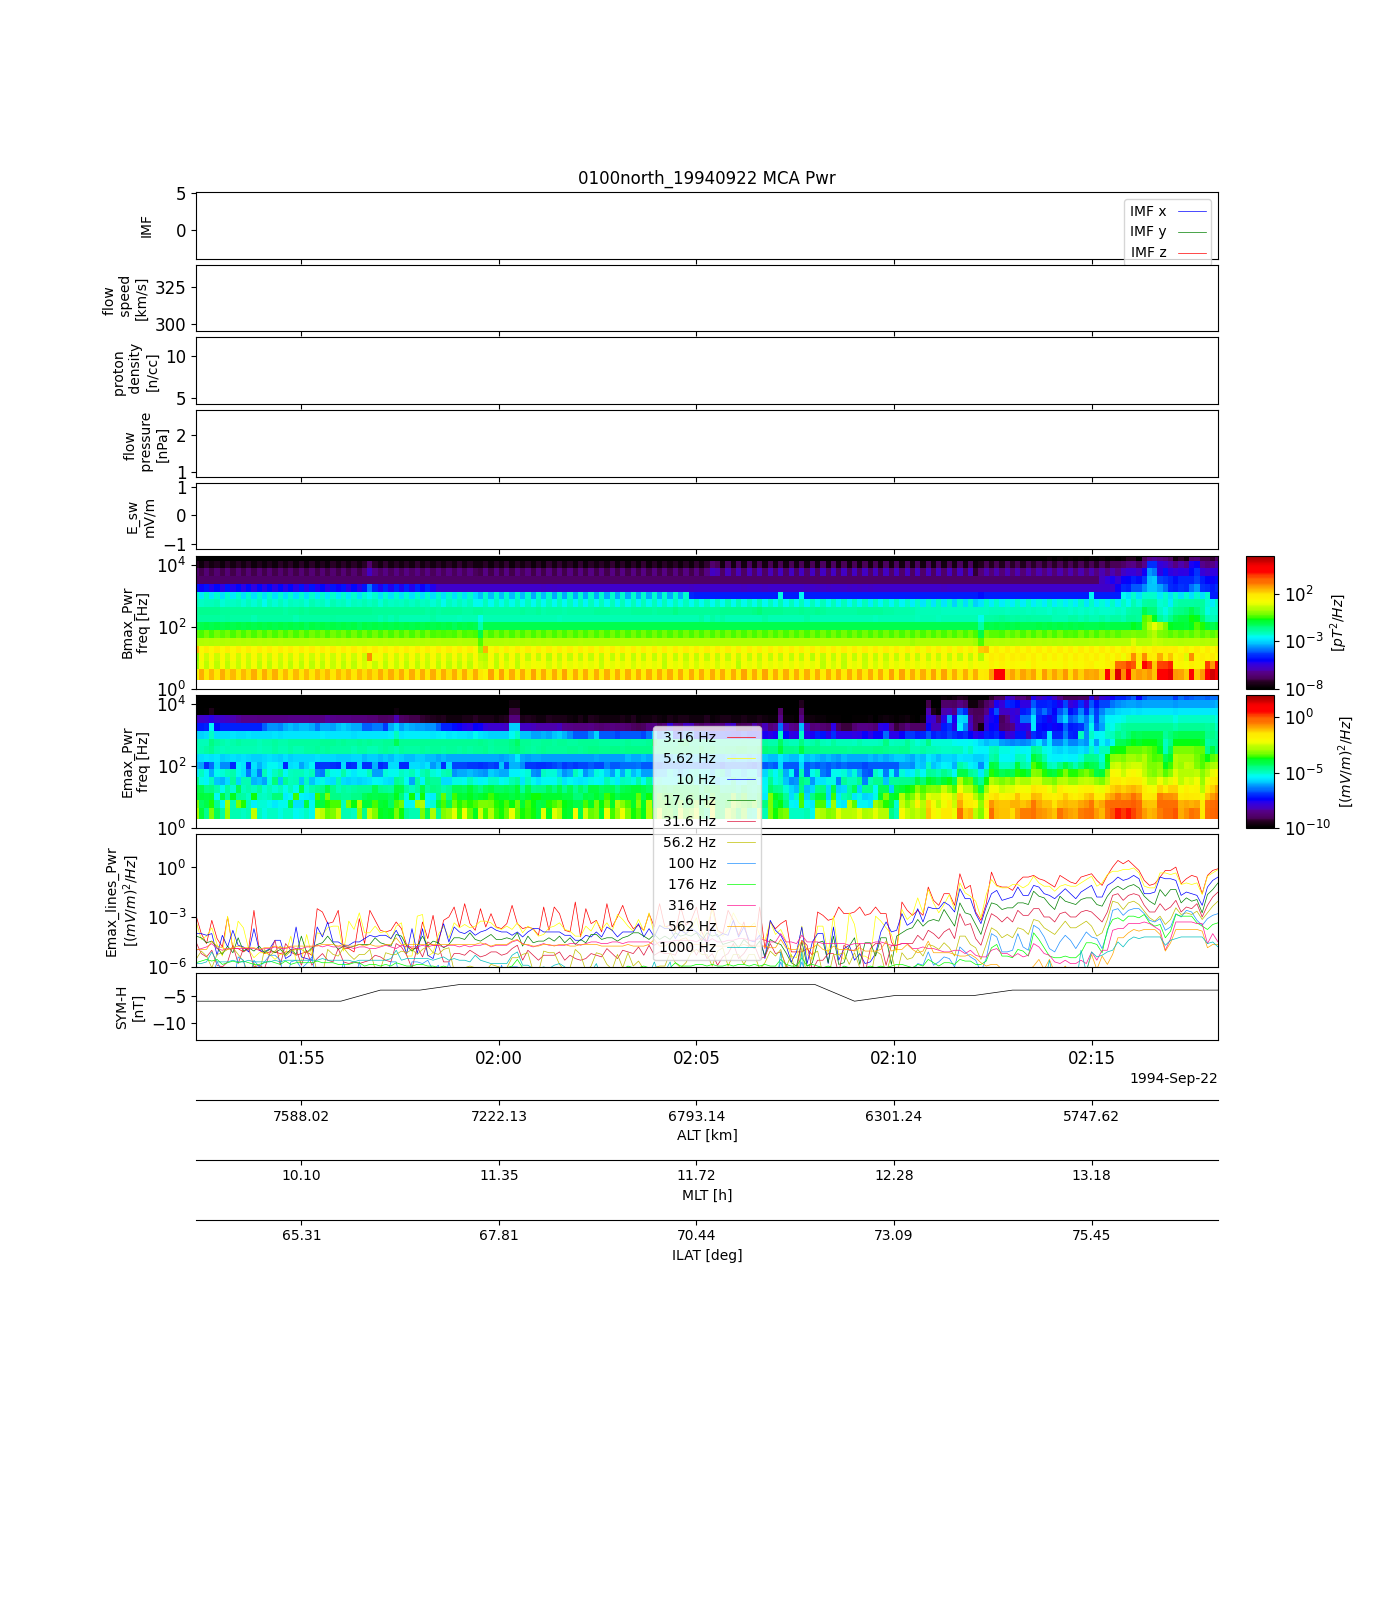 0100north_19940922 MCA Pwr
5
0
IMF
IMF x
IMF y
IMF z
325
300
flow
speed
[km/s]
10
5
proton
density
[n/cc]
2
1
flow
pressure
[nPa]
1
0
−1
E_sw
mV/m
10^4
10^2
10^0
Bmax_Pwr
freq [Hz]
10^2
10^−3
10^−8
[pT^2/Hz]
10^4
10^2
10^0
Emax_Pwr
freq [Hz]
10^0
10^−5
10^−10
[(mV/m)^2/Hz]
3.16 Hz
5.62 Hz
10 Hz
17.6 Hz
31.6 Hz
56.2 Hz
100 Hz
176 Hz
316 Hz
562 Hz
1000 Hz
10^0
10^−3
10^−6
Emax_lines_Pwr
[(mV/m)^2/Hz]
−5
−10
SYM-H
[nT]
01:55 02:00 02:05 02:10 02:15
1994-Sep-22
7588.02 7222.13 6793.14 6301.24 5747.62
ALT [km]
10.10 11.35 11.72 12.28 13.18
MLT [h]
65.31 67.81 70.44 73.09 75.45
ILAT [deg]